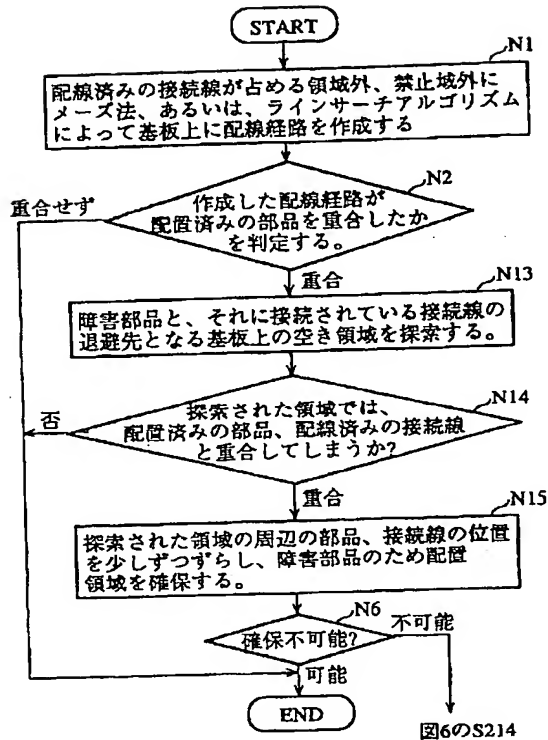 START
N1
配線済みの接続線が占める領域外、禁止域外に
メーズ法、あるいは、ラインサーチアルゴリズム
によって基板上に配線経路を作成する
N2
作成した配線経路が
配置済みの部品を重合したか
を判定する。
重合せず
重合
N13
障害部品と、それに接続されている接続線の
退避先となる基板上の空き領域を探索する。
N14
探索された領域では、
配置済みの部品、配線済みの接続線
と重合してしまうか?
否
重合
N15
探索された領域の周辺の部品、接続線の位置
を少しずつずらし、障害部品のため配置
領域を確保する。
N6
確保不可能?
不可能
可能
END
図6のS214